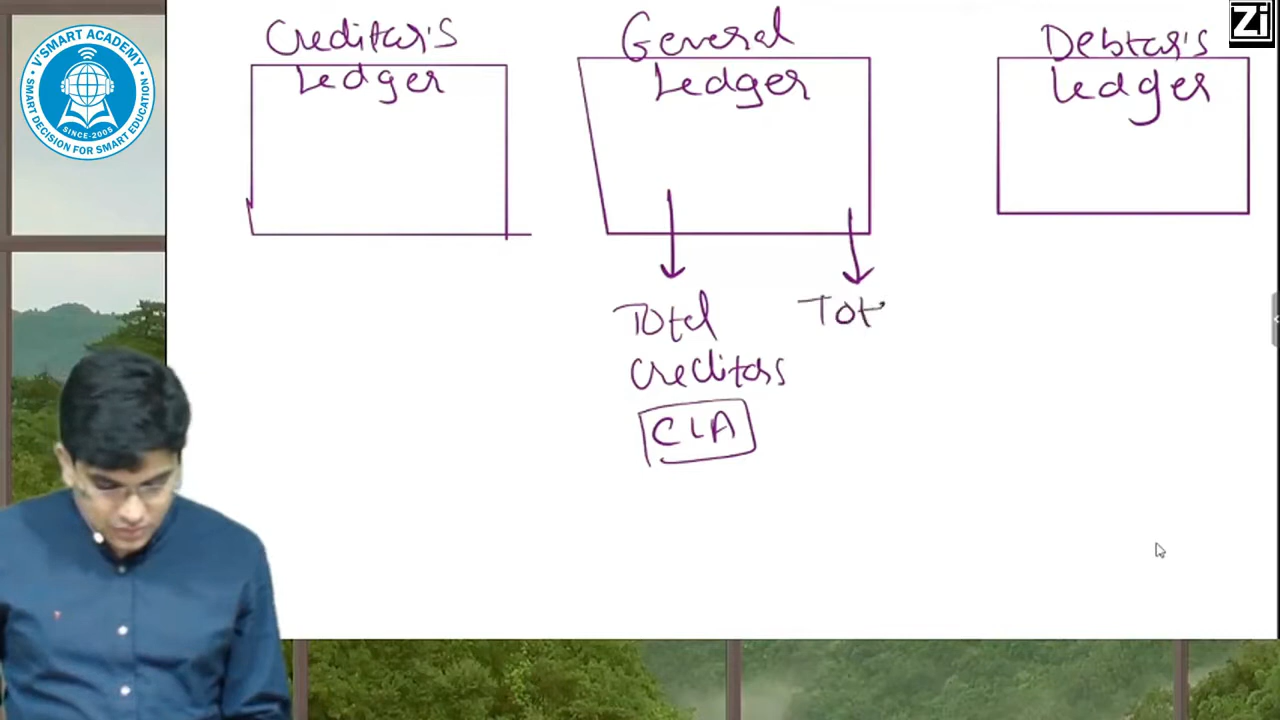 V'SMART ACADEMY
SMART DECISION FOR SMART EDUCATION
SINCE-2005
Zi
Creditor's
Ledger
General
Ledger
Debtor's
Ledger
Total
Creditors
CLA
Tot